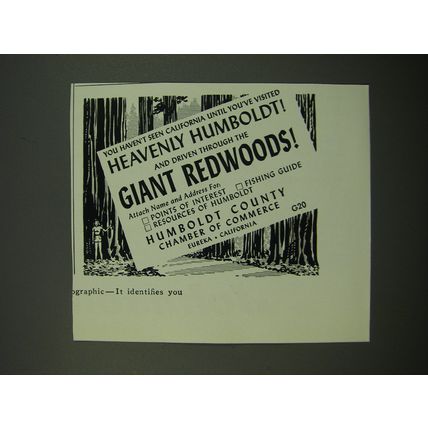 YOU HAVEN'T SEEN CALIFORNIA UNTIL YOU'VE VISITED
HEAVENLY HUMBOLDT!
AND DRIVEN THROUGH THE
GIANT REDWOODS!
Attach Name and Address For:
□ POINTS OF INTEREST □ FISHING GUIDE
□ RESOURCES OF HUMBOLDT
HUMBOLDT COUNTY
CHAMBER OF COMMERCE G20
EUREKA • CALIFORNIA
ographic—It identifies you